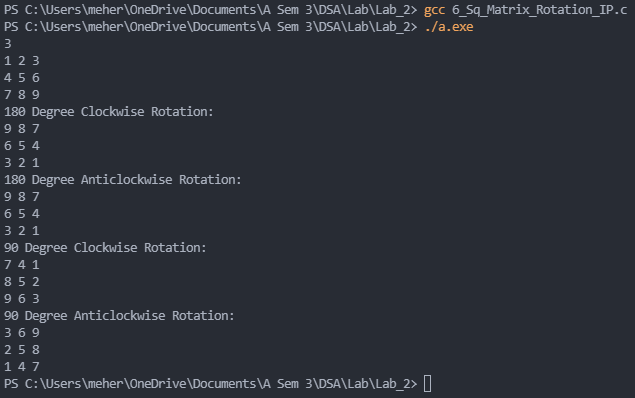 PS C:\Users\meher\OneDrive\Documents\A Sem 3\DSA\Lab\Lab_2> gcc 6_Sq_Matrix_Rotation_IP.c
PS C:\Users\meher\OneDrive\Documents\A Sem 3\DSA\Lab\Lab_2> ./a.exe
3
1 2 3
4 5 6
7 8 9
180 Degree Clockwise Rotation:
9 8 7
6 5 4
3 2 1
180 Degree Anticlockwise Rotation:
9 8 7
6 5 4
3 2 1
90 Degree Clockwise Rotation:
7 4 1
8 5 2
9 6 3
90 Degree Anticlockwise Rotation:
3 6 9
2 5 8
1 4 7
PS C:\Users\meher\OneDrive\Documents\A Sem 3\DSA\Lab\Lab_2>